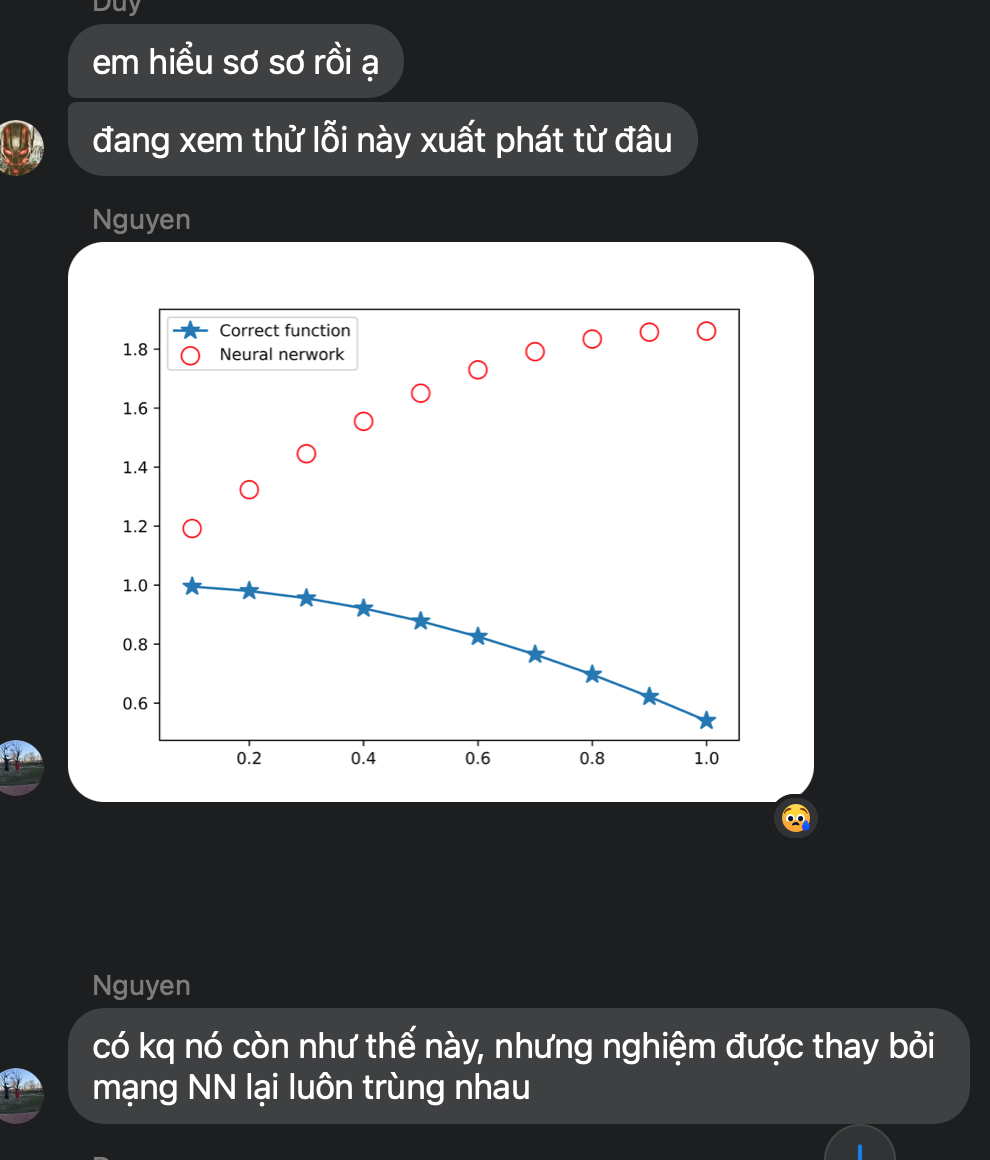 Duy
em hiểu sơ sơ rồi ạ
đang xem thử lỗi này xuất phát từ đâu
Nguyen
Correct function
Neural nerwork
1.8
1.6
1.4
1.2
1.0
0.8
0.6
0.2 0.4 0.6 0.8 1.0
Nguyen
có kq nó còn như thế này, nhưng nghiệm được thay bỏi
mạng NN lại luôn trùng nhau